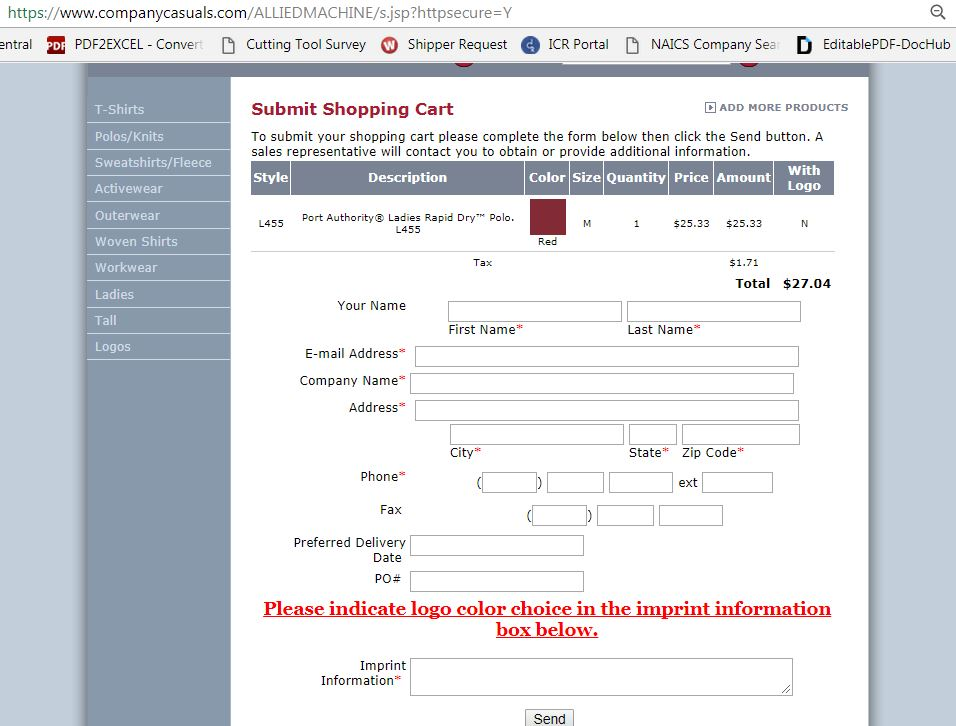 https://www.companycasuals.com/ALLIEDMACHINE/s.jsp?httpsecure=Y
entral PDF PDF2EXCEL - Convert Cutting Tool Survey W Shipper Request ICR Portal NAICS Company Sea D EditablePDF-DocHub
T-Shirts
Polos/Knits
Sweatshirts/Fleece
Activewear
Outerwear
Woven Shirts
Workwear
Ladies
Tall
Logos
Submit Shopping Cart
ADD MORE PRODUCTS
To submit your shopping cart please complete the form below then click the Send button. A
sales representative will contact you to obtain or provide additional information.
Style Description Color Size Quantity Price Amount With
Logo
L455 Port Authority® Ladies Rapid Dry™ Polo.
L455 M 1 $25.33 $25.33 N
Red
Tax $1.71
Total $27.04
Your Name
First Name* Last Name*
E-mail Address*
Company Name*
Address*
City* State* Zip Code*
Phone* ( ) ext
Fax ( )
Preferred Delivery
Date
PO#
Please indicate logo color choice in the imprint information
box below.
Imprint
Information*
Send